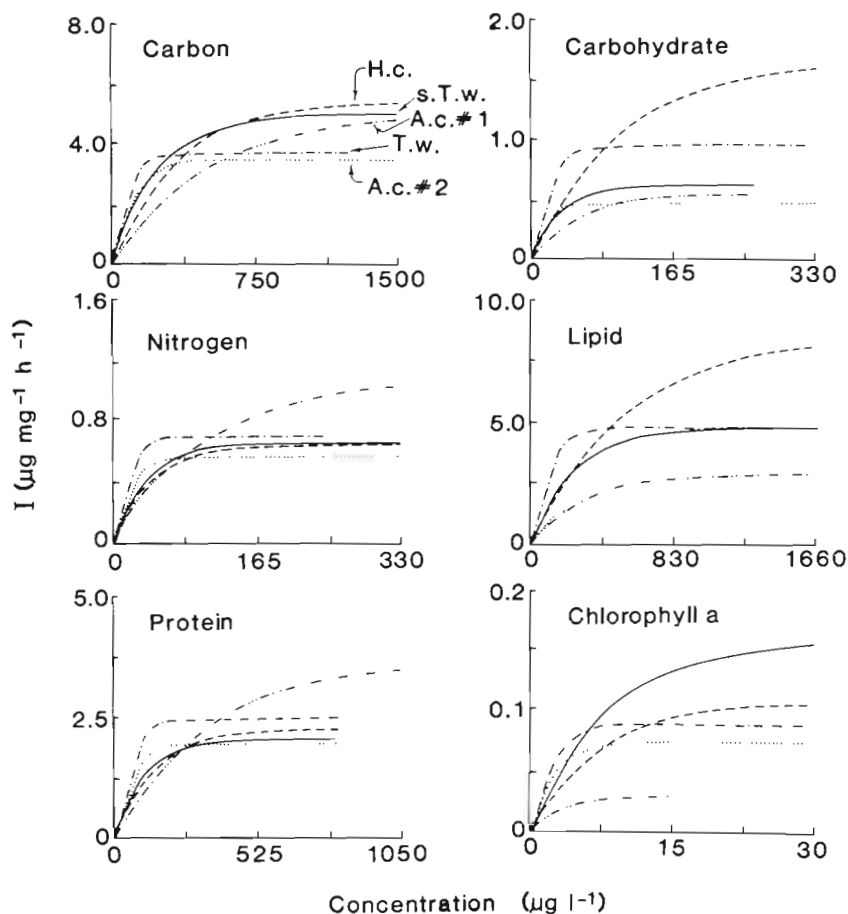 8.0
Carbon
H.c.
s.T.w.
A.c.#1
T.w.
A.c.#2
4.0
0
0 750 1500
2.0
Carbohydrate
1.0
0
0 165 330
1.6
Nitrogen
0.8
0
0 165 330
10.0
Lipid
5.0
0
0 830 1660
5.0
Protein
2.5
0
0 525 1050
0.2
Chlorophyll a
0.1
0
0 15 30
I (µg mg⁻¹ h⁻¹)
Concentration (µg l⁻¹)